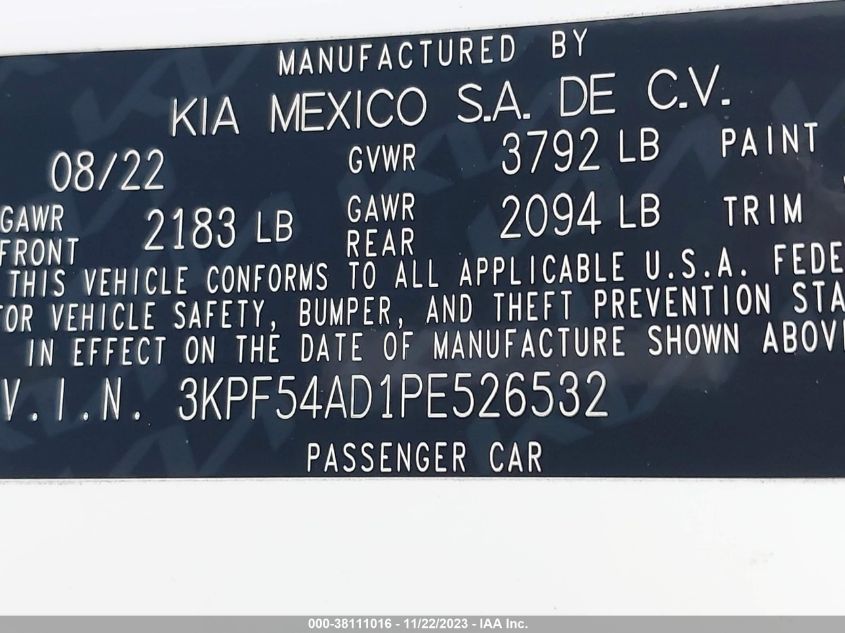 MANUFACTURED BY
KIA MEXICO S.A. DE C.V.
08/22 GVWR 3792 LB PAINT
GAWR FRONT 2183 LB GAWR REAR 2094 LB TRIM
THIS VEHICLE CONFORMS TO ALL APPLICABLE U.S.A. FEDE
OR VEHICLE SAFETY, BUMPER, AND THEFT PREVENTION STA
IN EFFECT ON THE DATE OF MANUFACTURE SHOWN ABOV
V.I.N. 3KPF54AD1PE526532
PASSENGER CAR
000-38111016 - 11/22/2023 - IAA Inc.